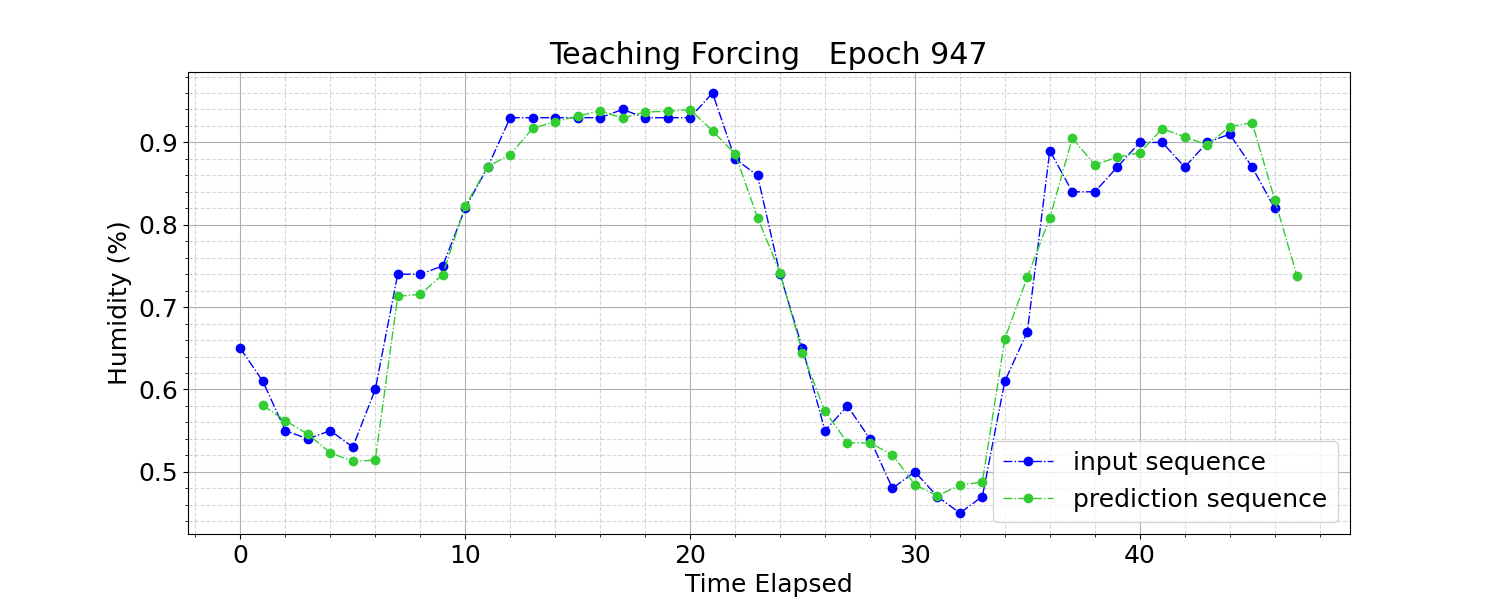 Teaching Forcing   Epoch 947
Humidity (%)
0.9
0.8
0.7
0.6
0.5
0 10 20 30 40
Time Elapsed
input sequence
prediction sequence